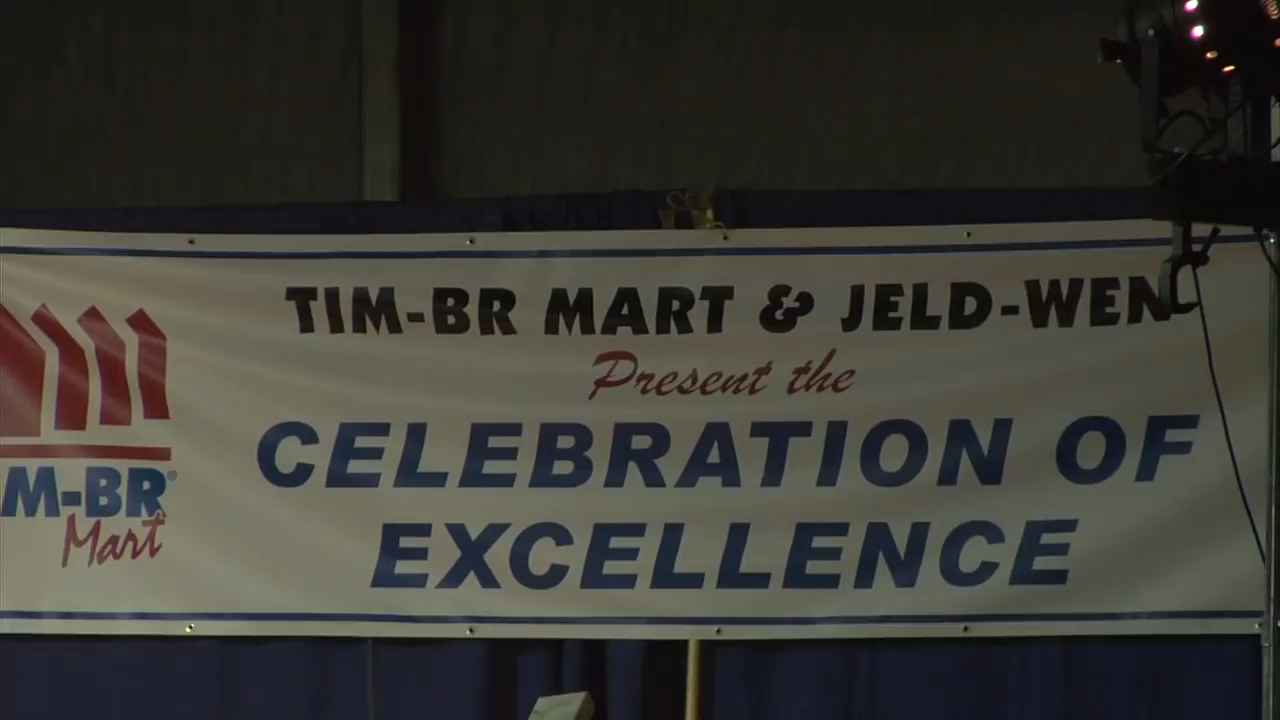 TIM-BR MART & JELD-WEN
Present the
CELEBRATION OF
EXCELLENCE
M-BR®
Mart